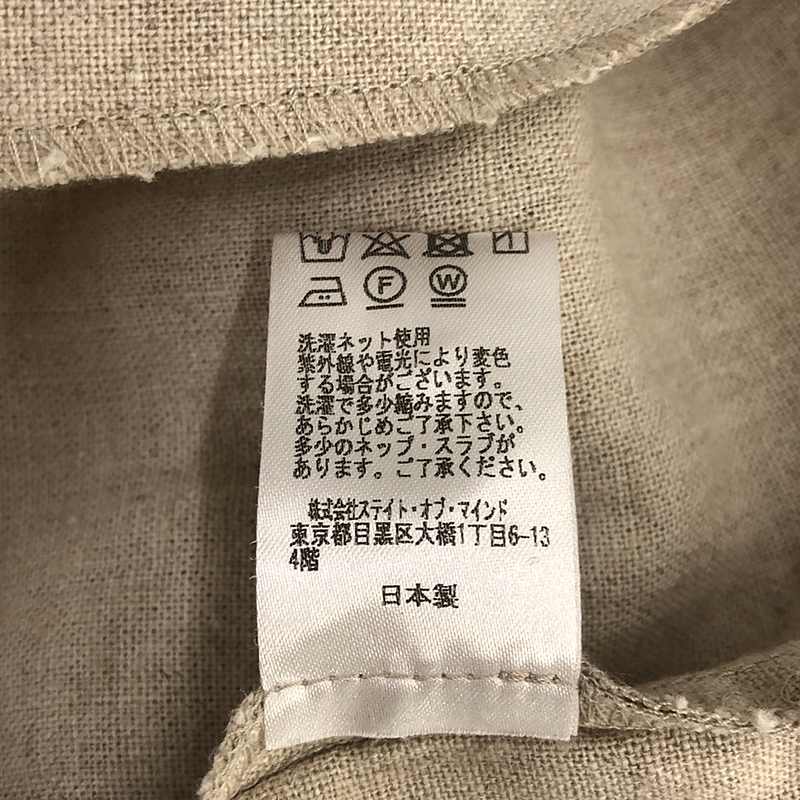 F W
洗濯ネット使用
紫外線や電光により変色
する場合がございます。
洗濯で多少縮みますので、
あらかじめご了承下さい。
多少のネップ・スラブが
あります。ご了承ください。
株式会社ステイト・オブ・マインド
東京都目黒区大橋1丁目6-13
4階
日本製